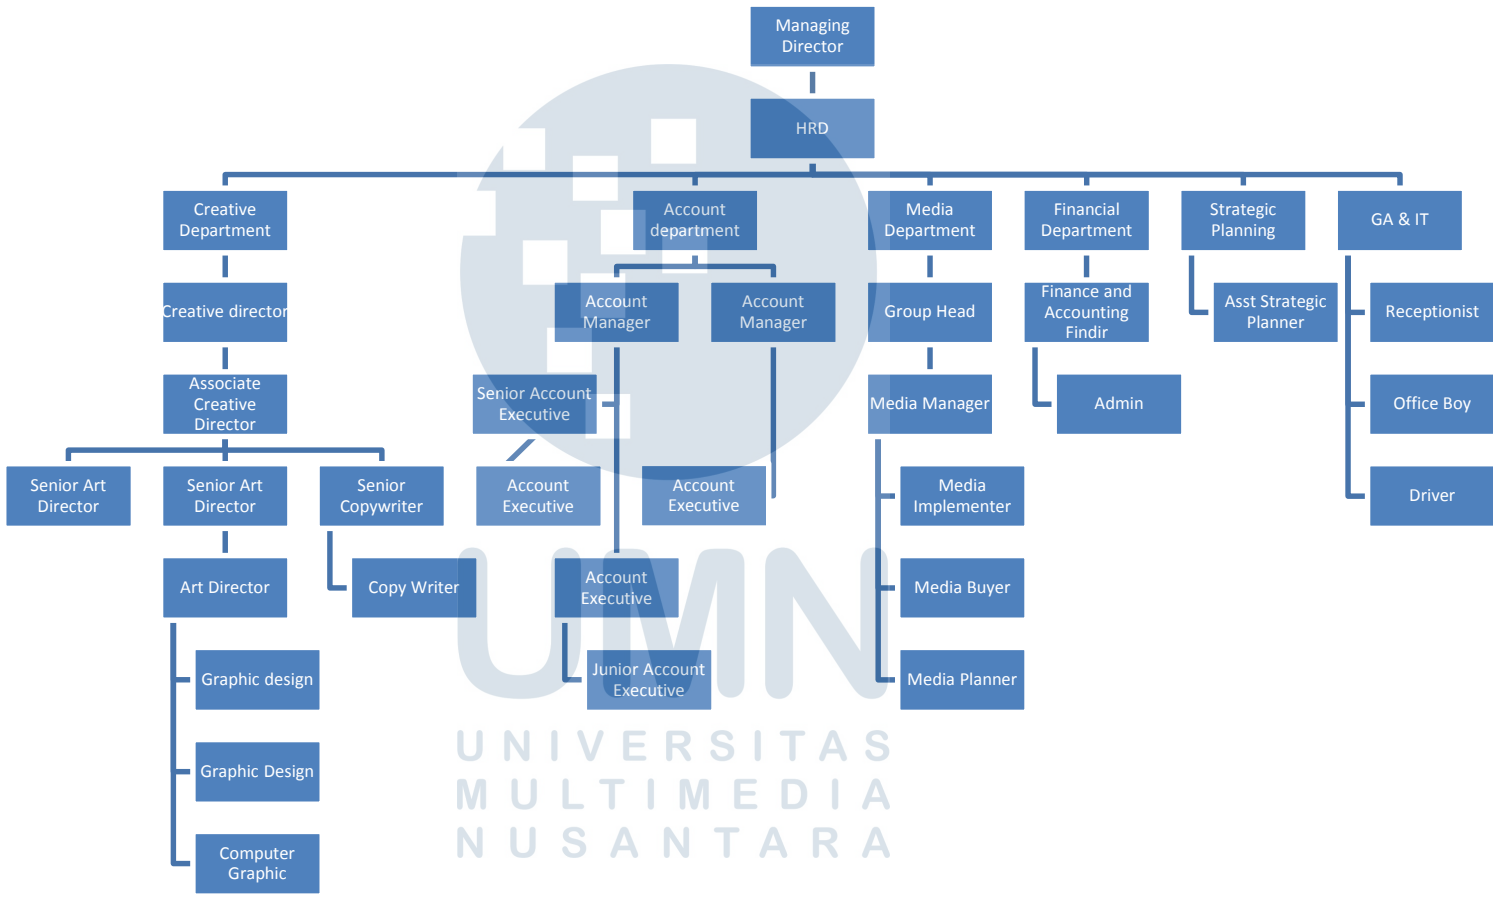 Managing
Director
HRD
Creative
Department
Account
department
Media
Department
Financial
Department
Strategic
Planning
GA & IT
Creative director
Account
Manager
Account
Manager
Group Head
Finance and
Accounting
Findir
Asst Strategic
Planner
Receptionist
Associate
Creative
Director
Senior Account
Executive
Media Manager
Admin
Office Boy
Senior Art
Director
Senior Art
Director
Senior
Copywriter
Account
Executive
Account
Executive
Media
Implementer
Driver
Art Director
Copy Writer
Account
Executive
Media Buyer
Graphic design
Junior Account
Executive
Media Planner
Graphic Design
Computer
Graphic
UMN
UNIVERSITAS
MULTIMEDIA
NUSANTARA